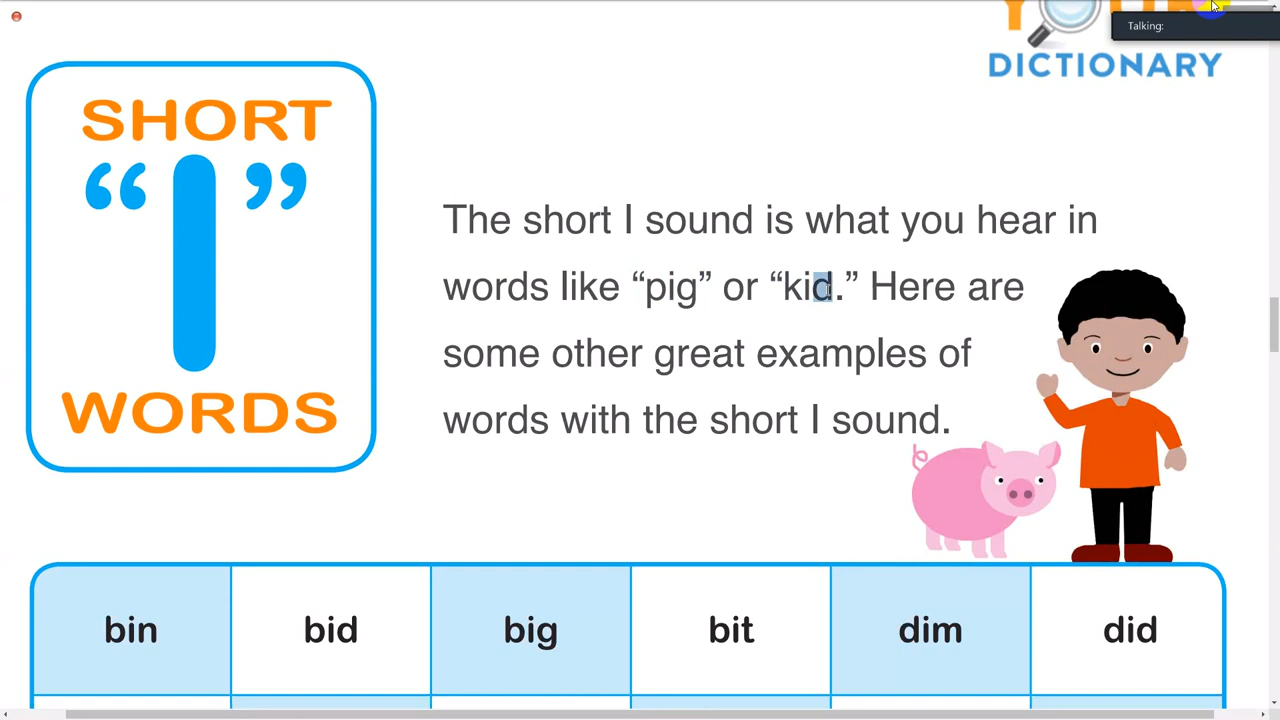 Talking:
DICTIONARY
SHORT
“I”
WORDS
The short I sound is what you hear in
words like “pig” or “kid.” Here are
some other great examples of
words with the short I sound.
bin bid big bit dim did